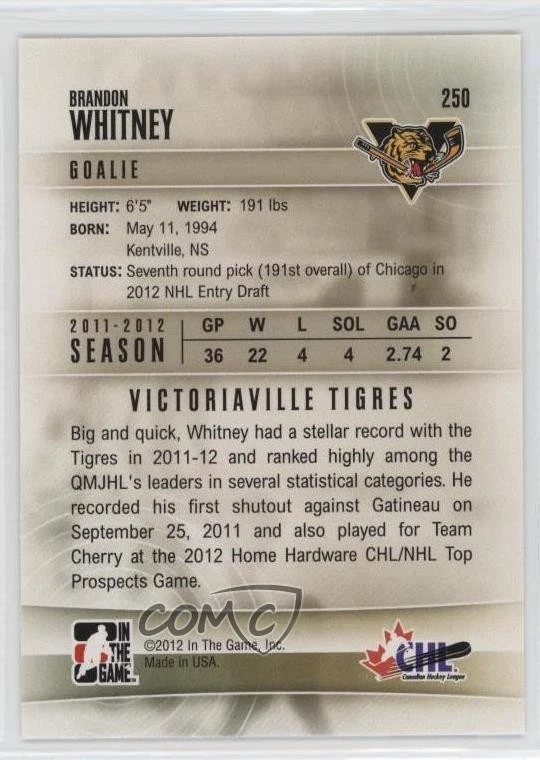 BRANDON
WHITNEY
250
GOALIE
HEIGHT: 6'5" WEIGHT: 191 lbs
BORN: May 11, 1994
Kentville, NS
STATUS: Seventh round pick (191st overall) of Chicago in
2012 NHL Entry Draft
2011-2012 GP W L SOL GAA SO
SEASON 36 22 4 4 2.74 2
VICTORIAVILLE TIGRES
Big and quick, Whitney had a stellar record with the
Tigres in 2011-12 and ranked highly among the
QMJHL's leaders in several statistical categories. He
recorded his first shutout against Gatineau on
September 25, 2011 and also played for Team
Cherry at the 2012 Home Hardware CHL/NHL Top
Prospects Game.
COMC
IN
THE
GAME
©2012 In The Game, Inc.
Made in USA.
CHL
Canadian Hockey League